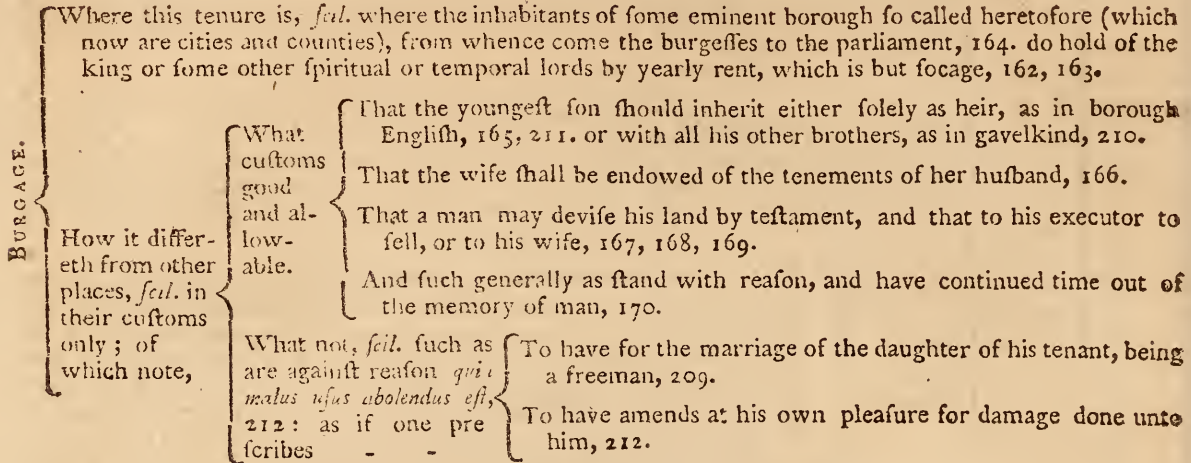 BURGAGE.
Where this tenure is, ſcil. where the inhabitants of ſome eminent borough ſo called heretofore (which
now are cities and counties), from whence come the burgeſſes to the parliament, 164. do hold of the
king or ſome other ſpiritual or temporal lords by yearly rent, which is but ſocage, 162, 163.
How it differ-
eth from other
places, ſcil. in
their cuſtoms
only ; of
which note,
What
cuſtoms
good
and al-
low-
able.
That the youngeſt ſon ſhould inherit either ſolely as heir, as in borough
Engliſh, 165, 211. or with all his other brothers, as in gavelkind, 210.
That the wife ſhall be endowed of the tenements of her huſband, 166.
That a man may deviſe his land by teſtament, and that to his executor to
ſell, or to his wife, 167, 168, 169.
And ſuch generally as ſtand with reaſon, and have continued time out of
the memory of man, 170.
What not, ſcil. ſuch as
are againſt reaſon quia
malus uſus abolendus eſt,
212 : as if one pre
ſcribes - -
To have for the marriage of the daughter of his tenant, being
a freeman, 209.
To have amends at his own pleaſure for damage done unto
him, 212.